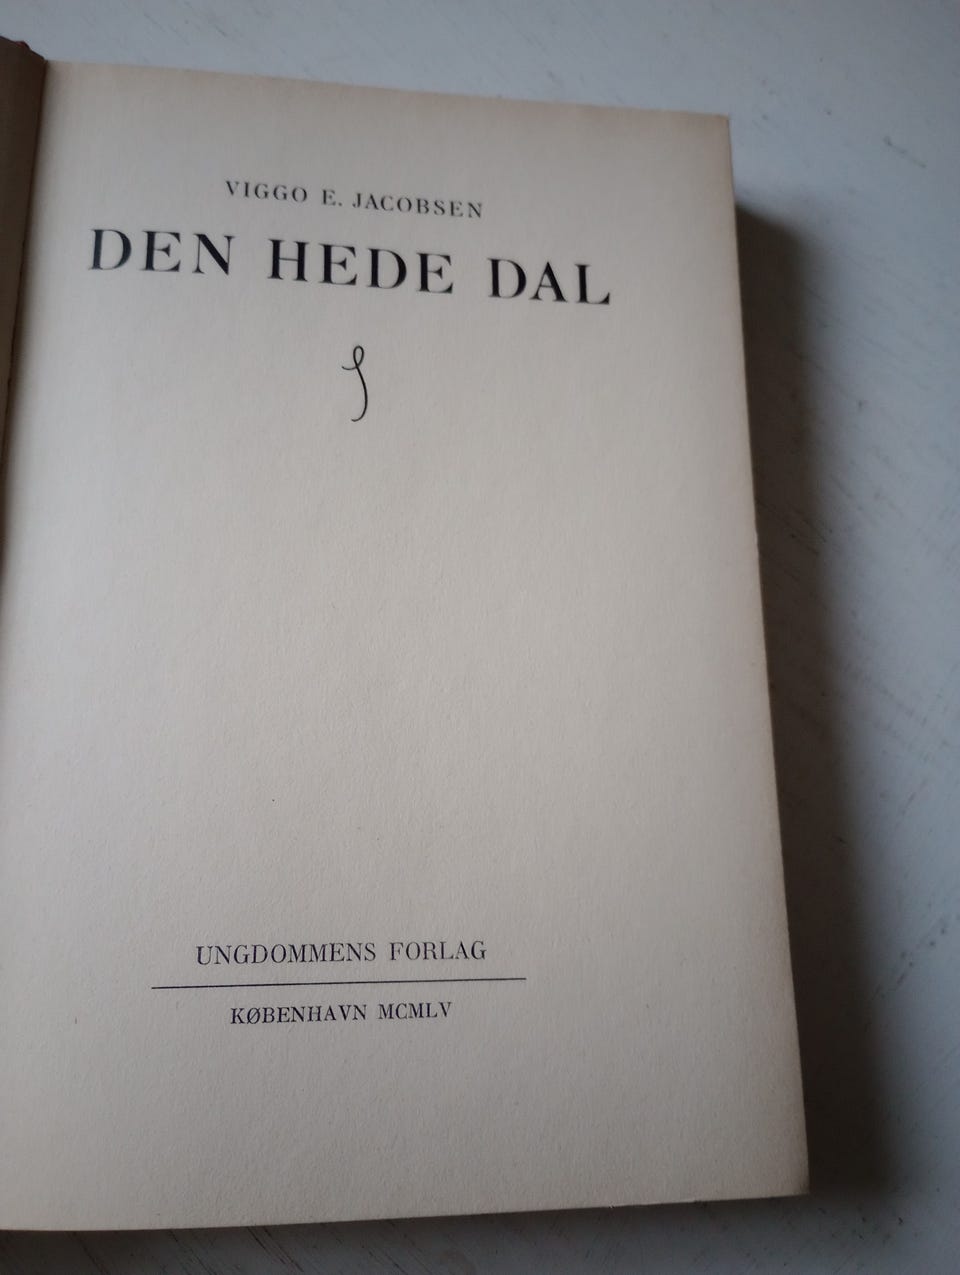 VIGGO E. JACOBSEN
DEN HEDE DAL
UNGDOMMENS FORLAG
KØBENHAVN MCMLV